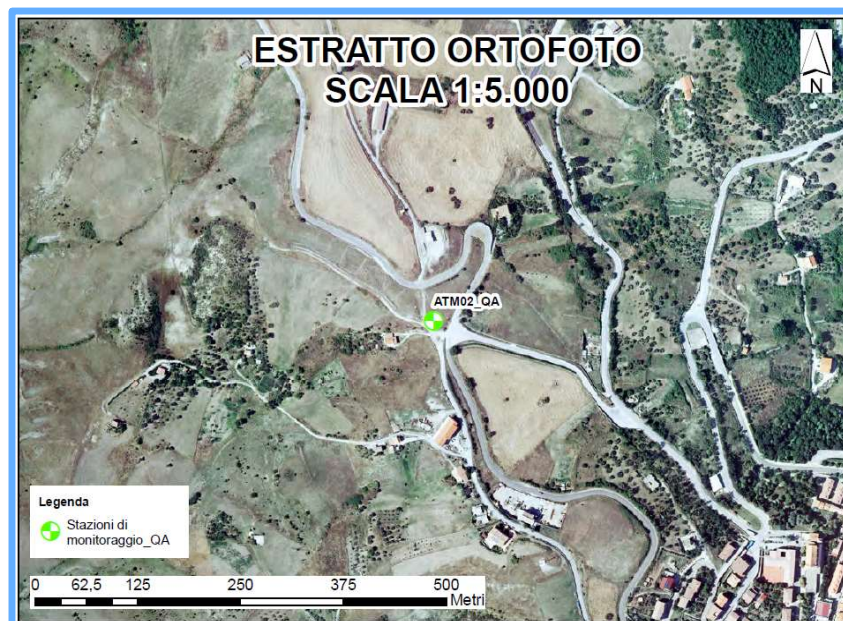 ESTRATTO ORTOFOTO
SCALA 1:5.000
N
ATM02_QA
Legenda
Stazioni di
monitoraggio_QA
0 62,5 125 250 375 500
Metri